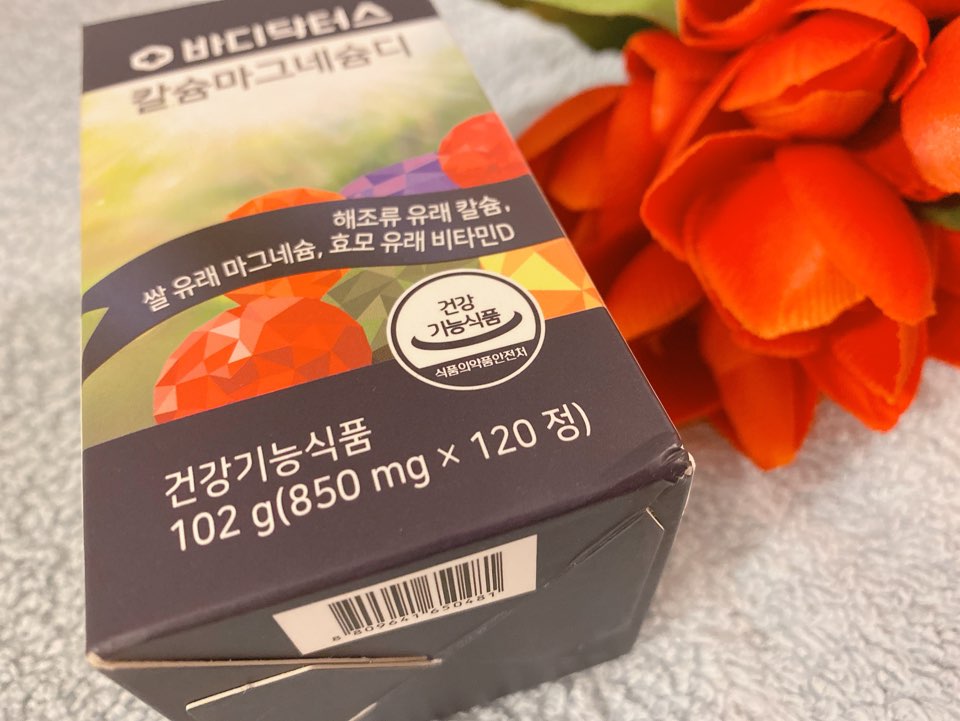 바디닥터스
칼슘마그네슘디
해조류 유래 칼슘,
쌀 유래 마그네슘, 효모 유래 비타민D
건강
기능식품
식품의약품안전처
건강기능식품
102 g(850 mg × 120 정)
8 809641 650481